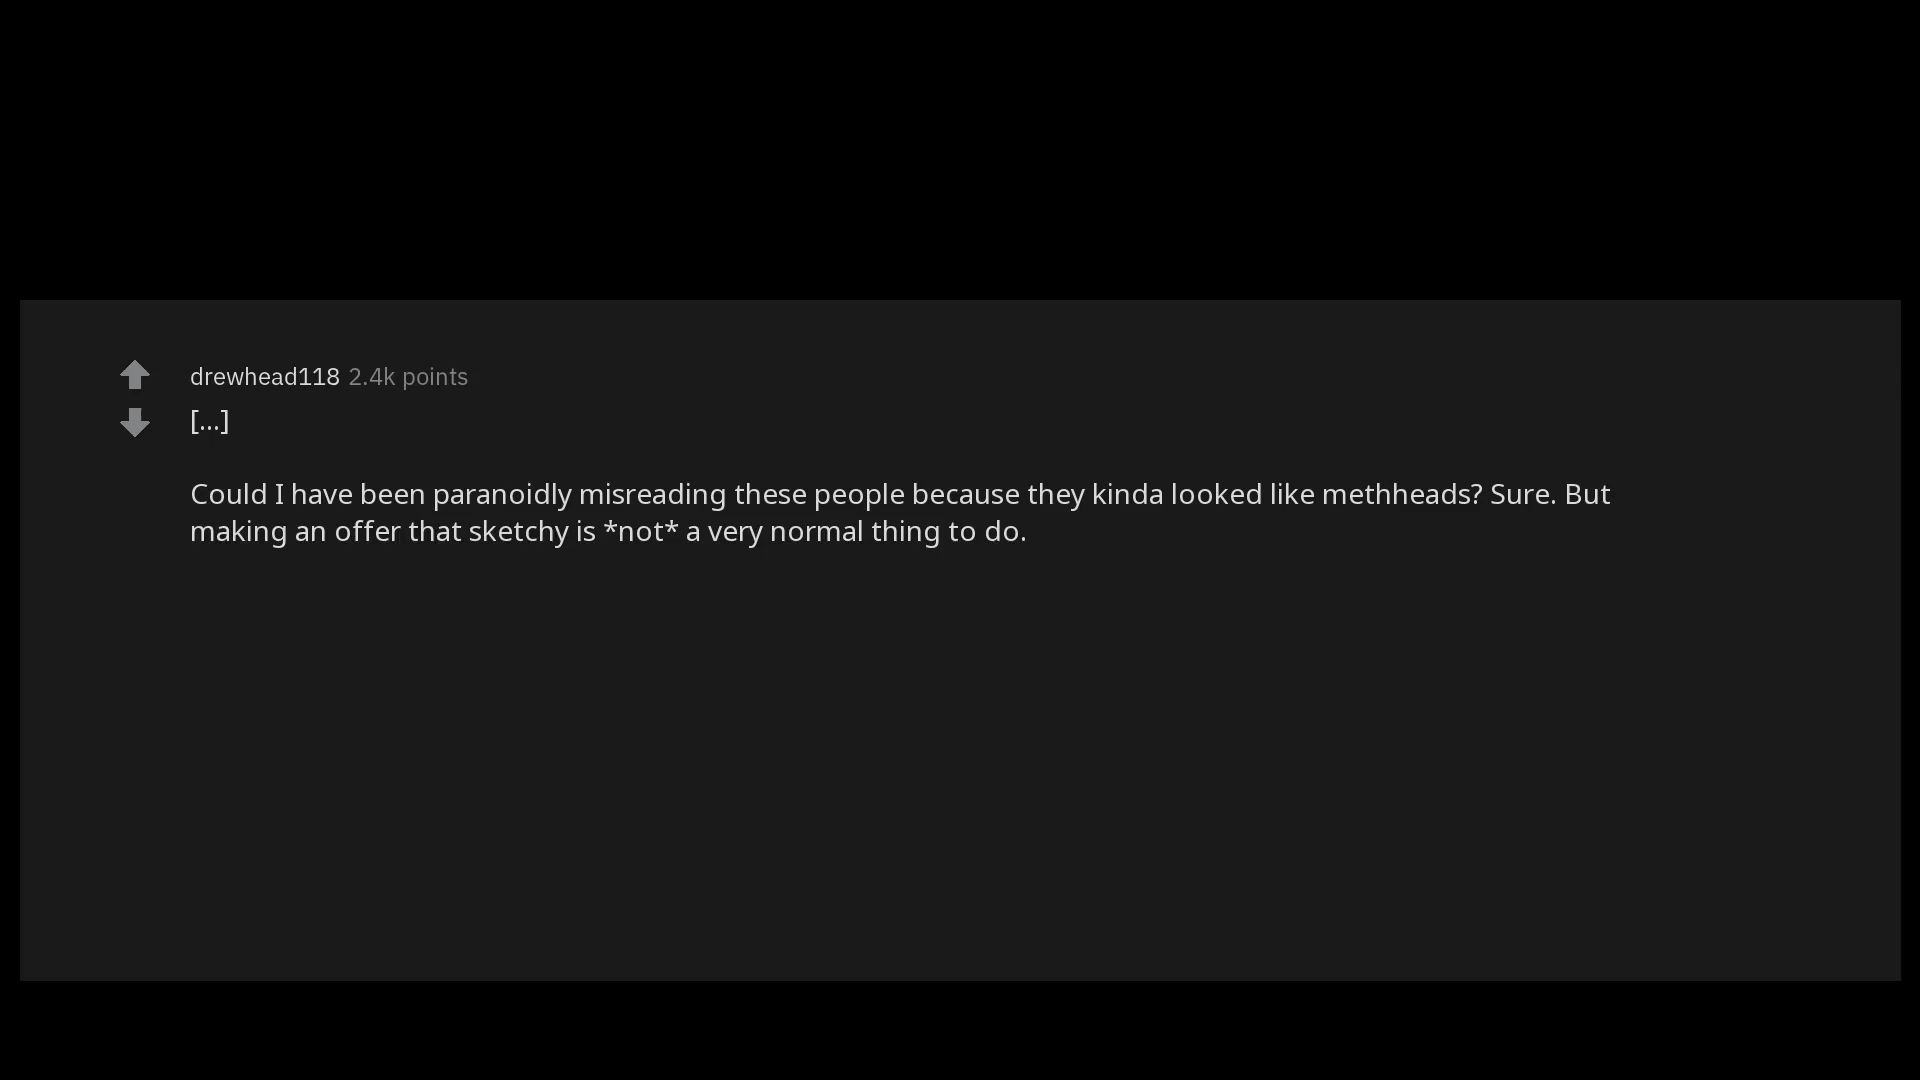 drewhead118 2.4k points
[...]
Could I have been paranoidly misreading these people because they kinda looked like methheads? Sure. But
making an offer that sketchy is *not* a very normal thing to do.